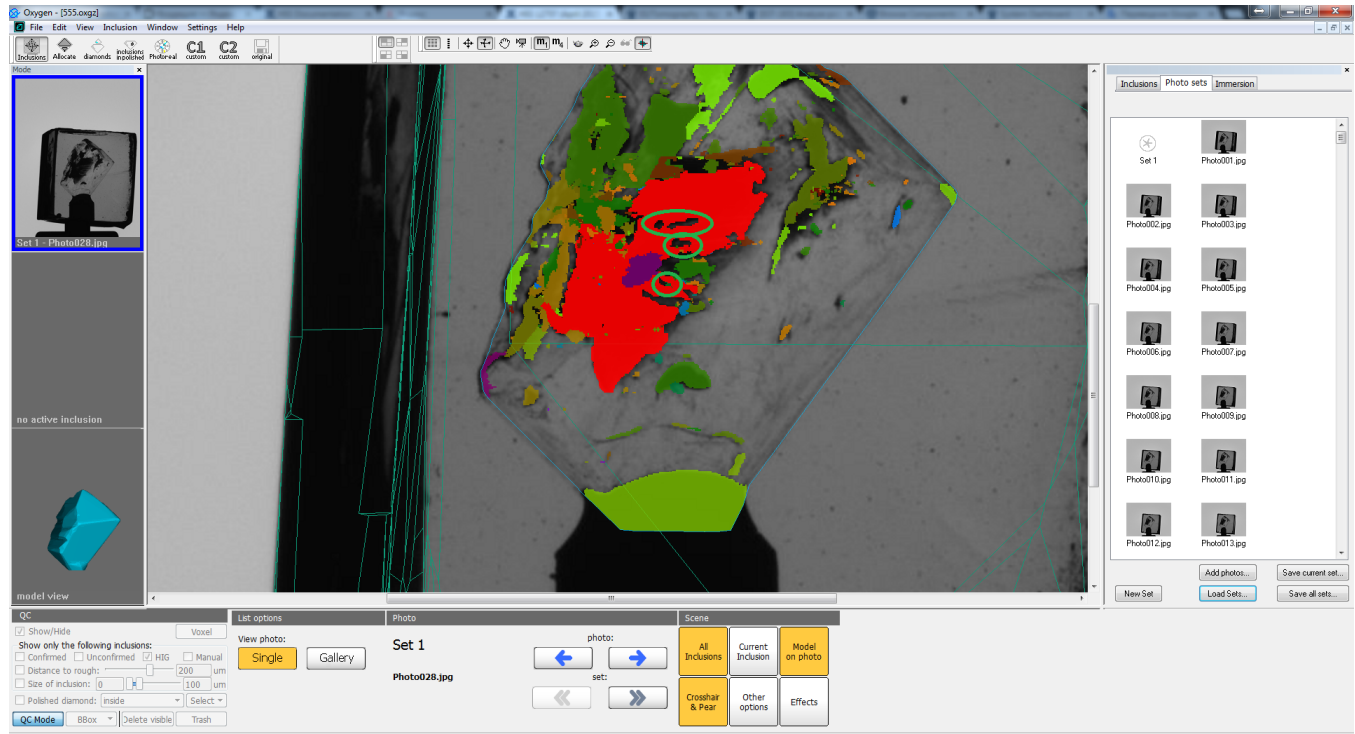 Oxygen - [555.oxgz]
File Edit View Inclusion Window Settings Help
Inclusions Allocate diamonds inclusions inpolished Photoreal C1 custom C2 custom original
m₁
Mode
Set 1 - Photo028.jpg
no active inclusion
model view
Inclusions Photo sets Immersion
Set 1 Photo001.jpg
Photo002.jpg Photo003.jpg
Photo004.jpg Photo005.jpg
Photo006.jpg Photo007.jpg
Photo008.jpg Photo009.jpg
Photo010.jpg Photo011.jpg
Photo012.jpg Photo013.jpg
Add photos... Save current set...
New Set Load Sets... Save all sets...
QC
Show/Hide Voxel
Show only the following inclusions:
Confirmed Unconfirmed HIG Manual
Distance to rough: 200 um
Size of inclusion: 0 100 um
Polished diamond: inside Select
QC Mode BBox Delete visible Trash
List options
View photo:
Single Gallery
Photo
Set 1
Photo028.jpg
photo:
set:
Scene
All Inclusions
Current Inclusion
Model on photo
Crosshair & Pear
Other options
Effects